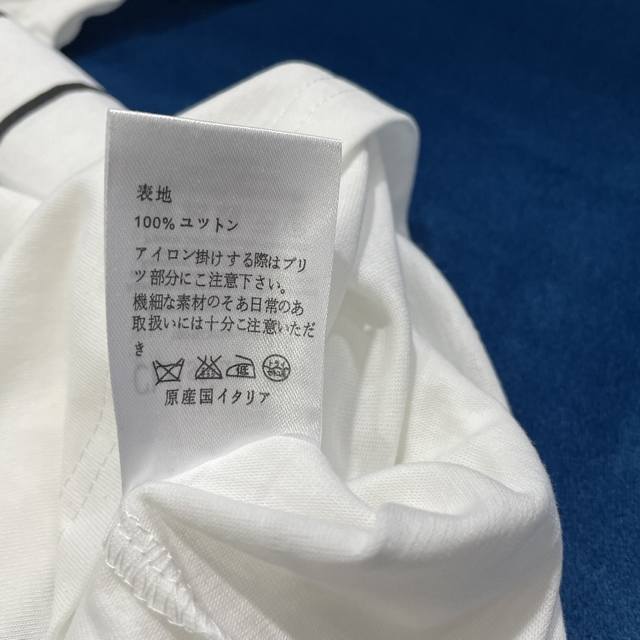 表地
100% ユットン
アイロン掛けする際はプリ
ツ部分にご注意下さい。
機細な素材のそあ日常のあ
取扱いには十分ご注意いただ
き
原産国イタリア